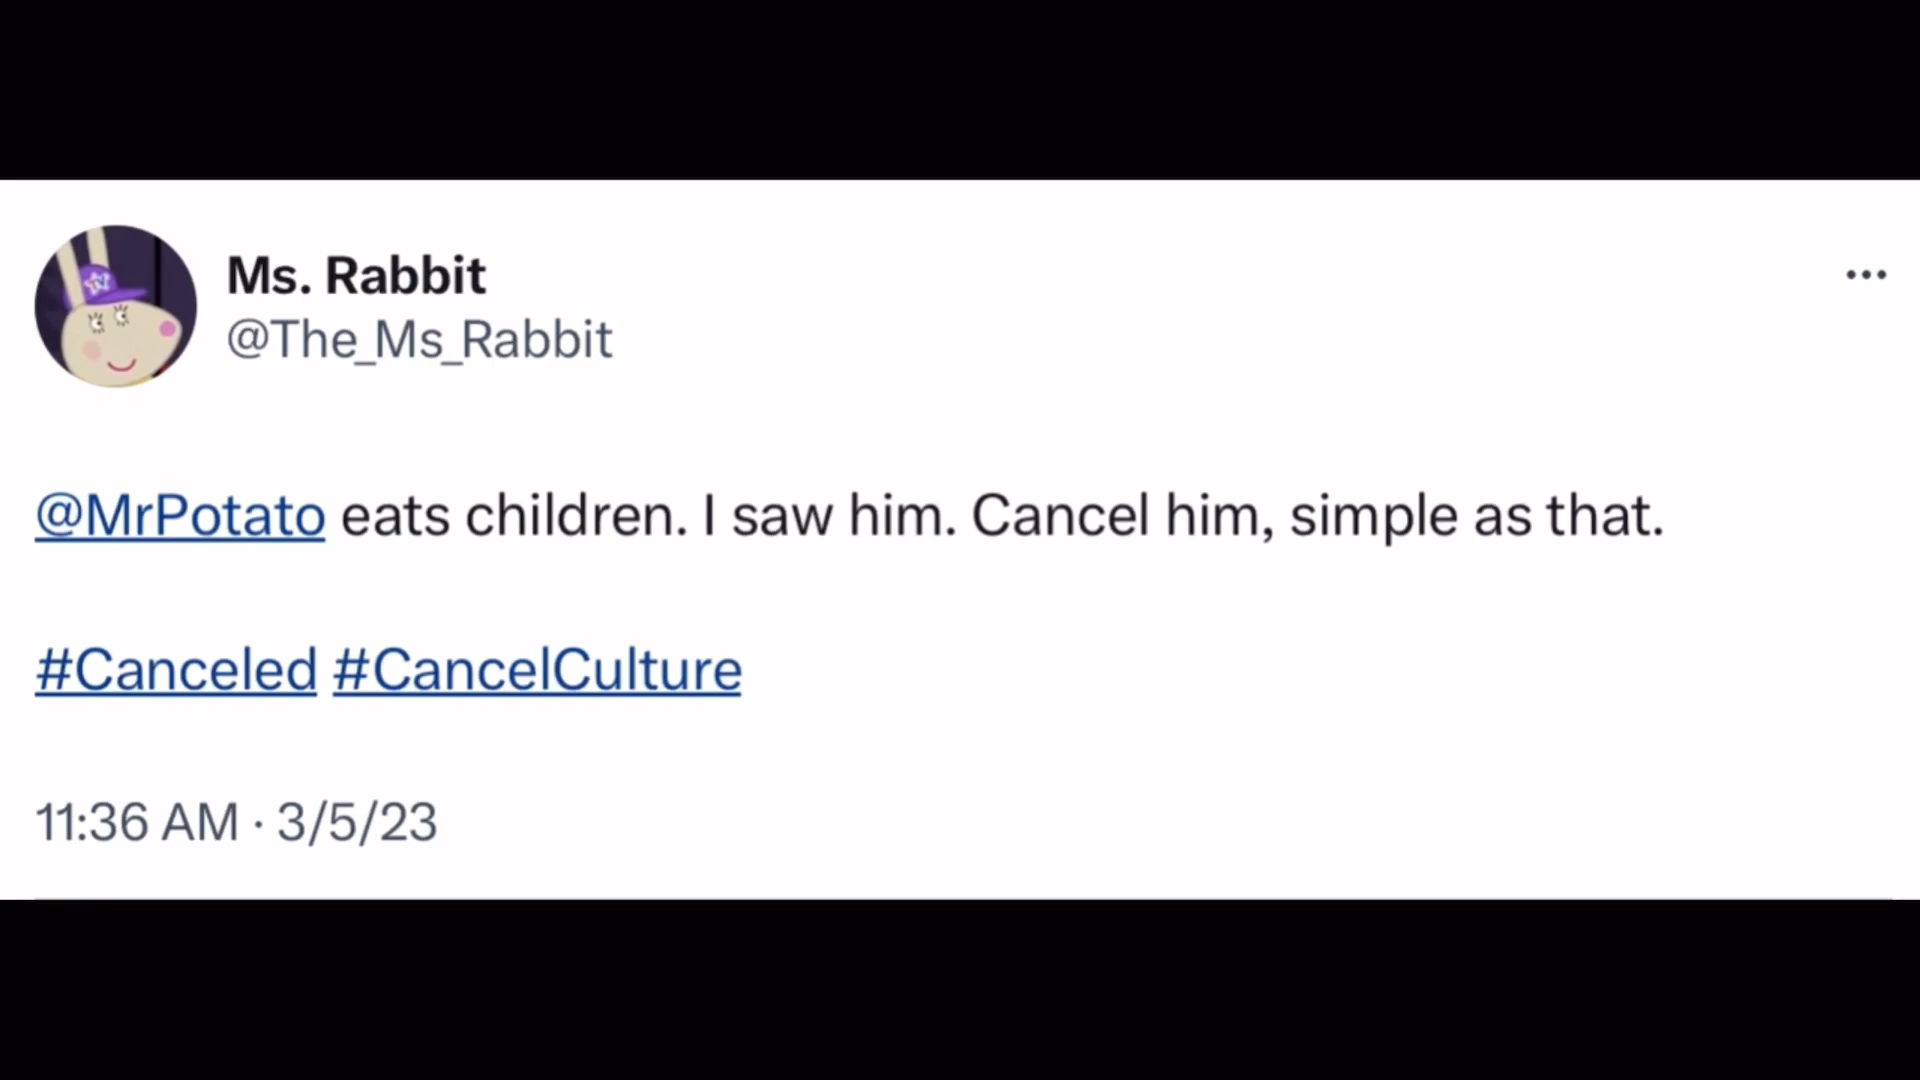 Ms. Rabbit
@The_Ms_Rabbit
@MrPotato eats children. I saw him. Cancel him, simple as that.
#Canceled #CancelCulture
11:36 AM · 3/5/23